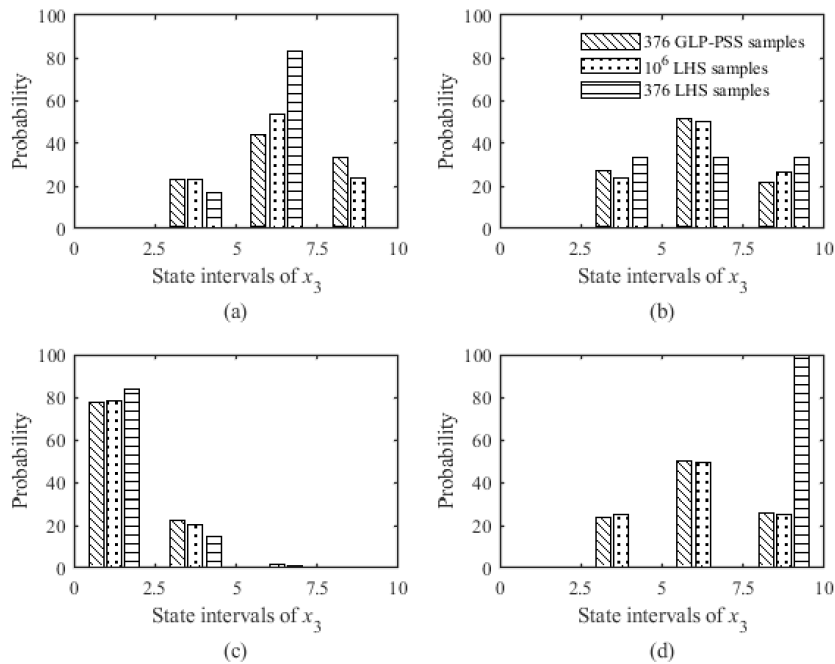 100
80
60
40
20
0
Probability
0 2.5 5 7.5 10
State intervals of x3
(a)
100
80
60
40
20
0
Probability
376 GLP-PSS samples
10^6 LHS samples
376 LHS samples
0 2.5 5 7.5 10
State intervals of x3
(b)
100
80
60
40
20
0
Probability
0 2.5 5 7.5 10
State intervals of x3
(c)
100
80
60
40
20
0
Probability
0 2.5 5 7.5 10
State intervals of x3
(d)